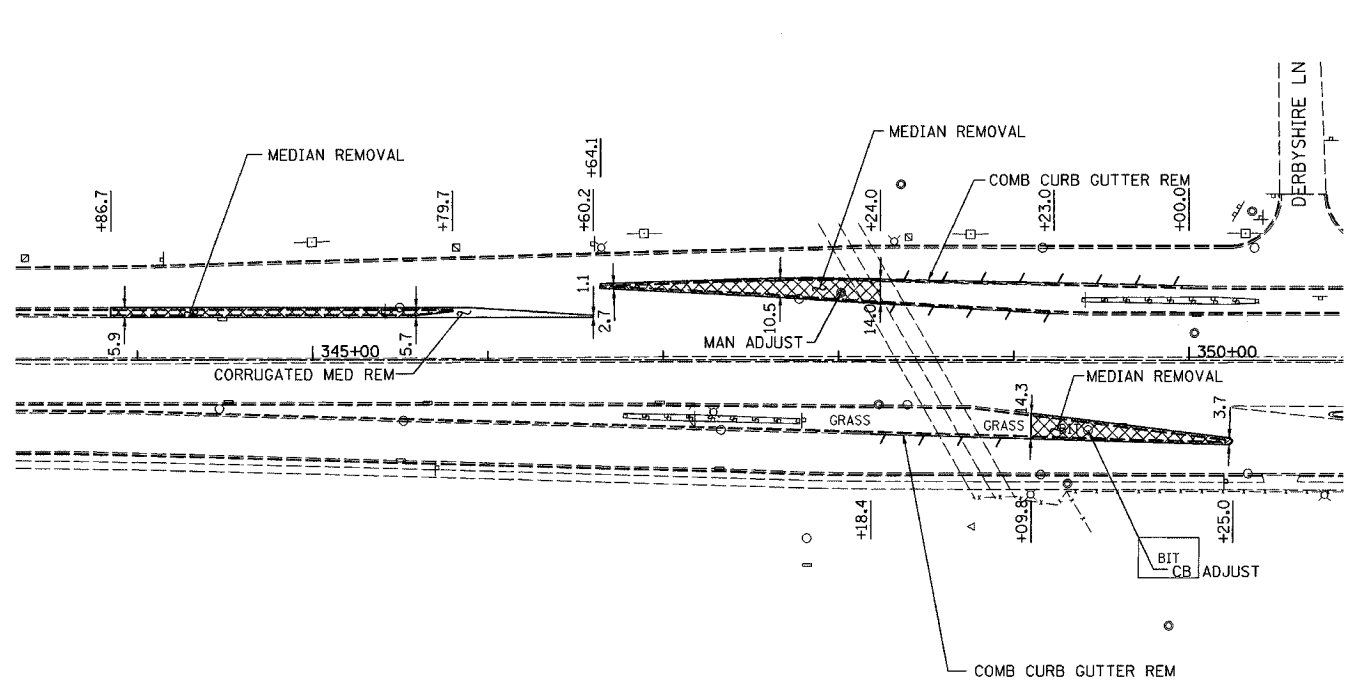 DERBYSHIRE LN
MEDIAN REMOVAL
MEDIAN REMOVAL
COMB CURB GUTTER REM
+86.7
+79.7
+60.2
+64.1
+24.0
+23.0
+00.0
5.9
5.7
1.1
2.7
10.5
14.0
345+00
MAN ADJUST
350+00
CORRUGATED MED REM
MEDIAN REMOVAL
GRASS
GRASS
14.3
BIT
3.7
+18.4
+09.8
+25.0
BIT
CB ADJUST
COMB CURB GUTTER REM